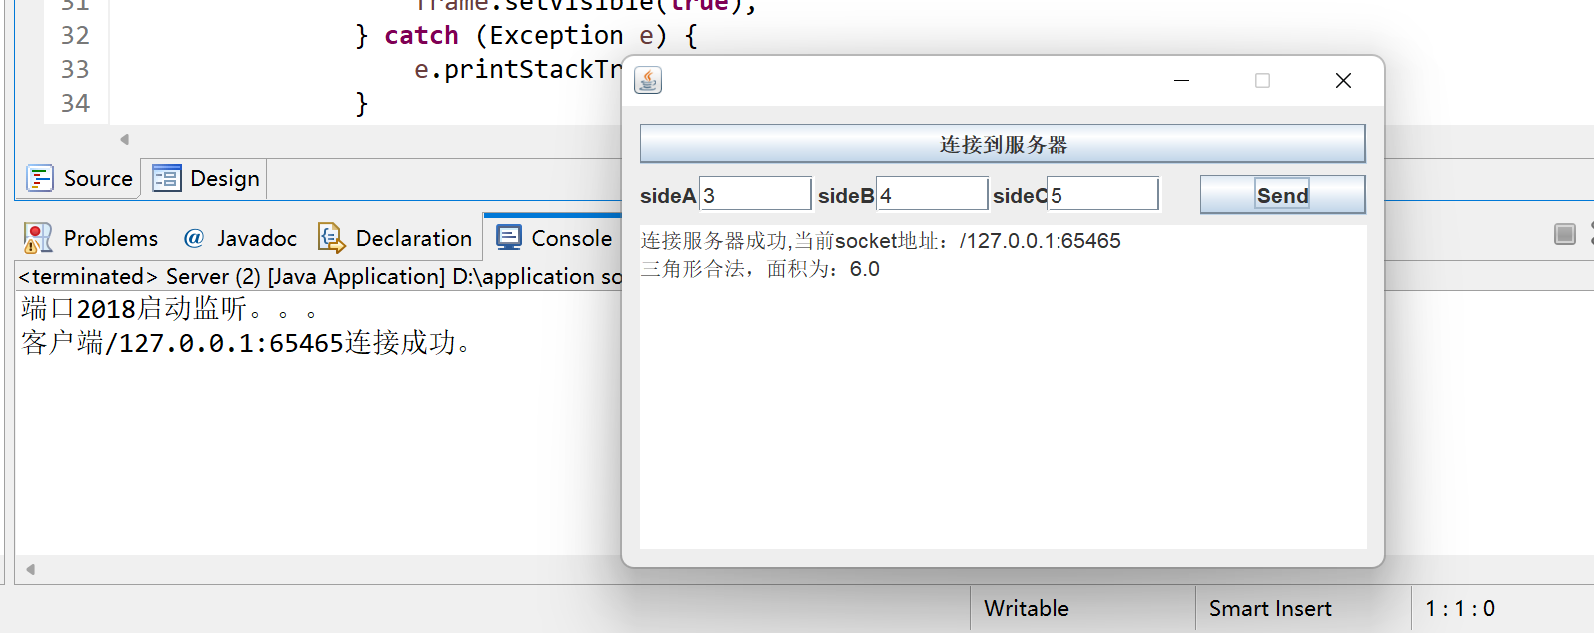 31 frame.setVisible(true);
32 } catch (Exception e) {
33 e.printStackTr
34 }
Source Design
Problems @ Javadoc Declaration Console
<terminated> Server (2) [Java Application] D:\application so
端口2018启动监听。。。
客户端/127.0.0.1:65465连接成功。
连接到服务器
sideA 3 sideB 4 sideC 5 Send
连接服务器成功,当前socket地址：/127.0.0.1:65465
三角形合法，面积为：6.0
Writable Smart Insert 1 : 1 : 0